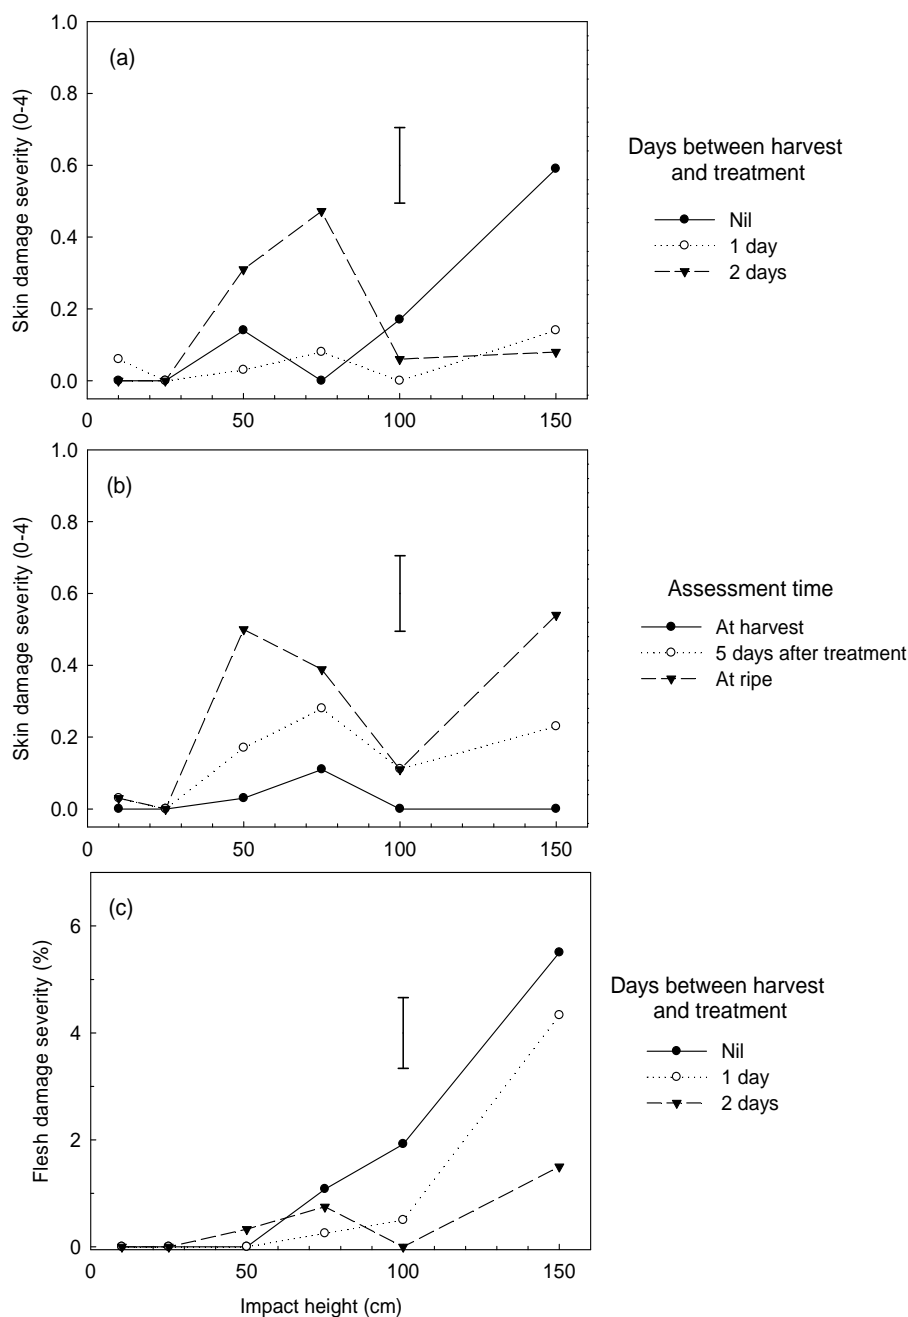 (a)
Skin damage severity (0-4)
1.0
0.8
0.6
0.4
0.2
0.0
0 50 100 150
Days between harvest
and treatment
Nil
1 day
2 days
(b)
Skin damage severity (0-4)
1.0
0.8
0.6
0.4
0.2
0.0
0 50 100 150
Assessment time
At harvest
5 days after treatment
At ripe
(c)
Flesh damage severity (%)
6
4
2
0
0 50 100 150
Impact height (cm)
Days between harvest
and treatment
Nil
1 day
2 days